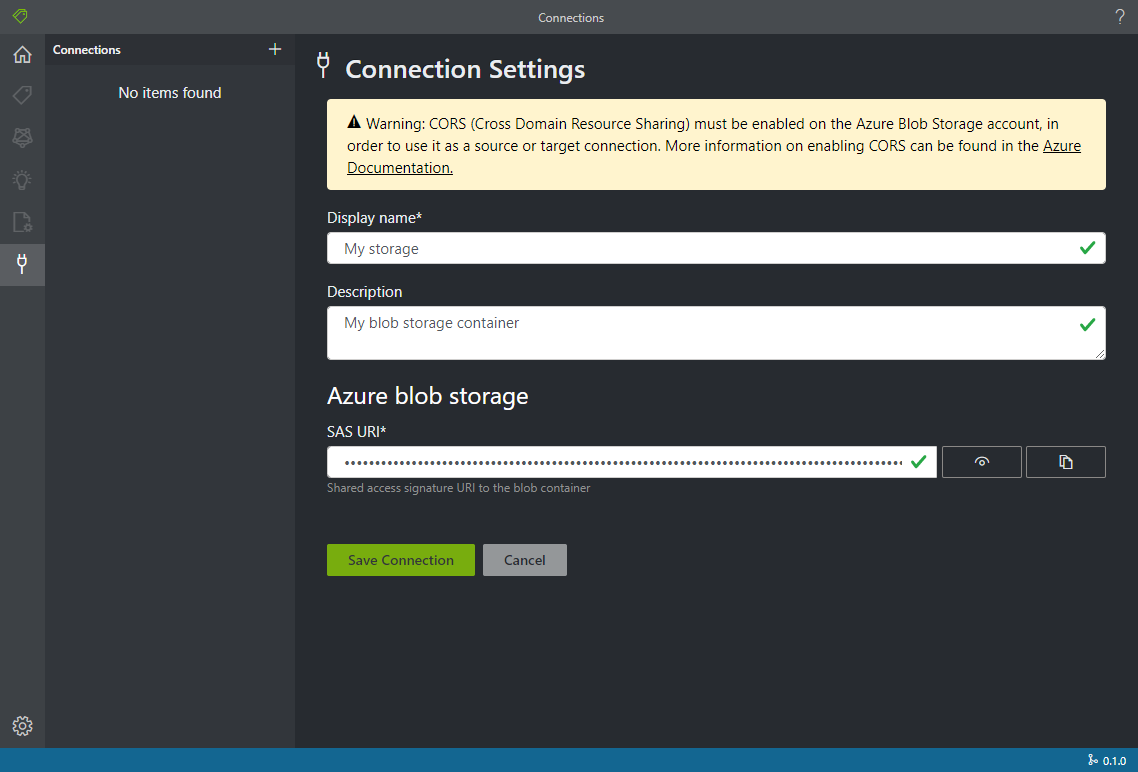 Connections
?
Connections
+
No items found
Connection Settings
Warning: CORS (Cross Domain Resource Sharing) must be enabled on the Azure Blob Storage account, in
order to use it as a source or target connection. More information on enabling CORS can be found in the Azure
Documentation.
Display name*
My storage
Description
My blob storage container
Azure blob storage
SAS URI*
Shared access signature URI to the blob container
Save Connection
Cancel
0.1.0